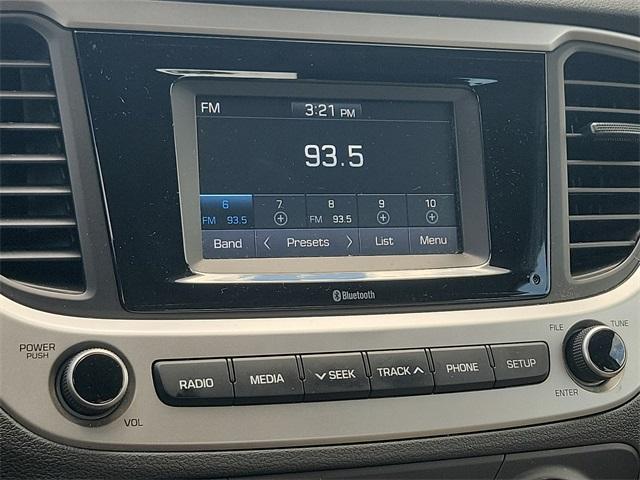 FM 3:21 PM
93.5
6 7 8 9 10
FM 93.5 FM 93.5
Band < Presets > List Menu
Bluetooth
POWER
PUSH
VOL
RADIO MEDIA SEEK TRACK PHONE SETUP
FILE TUNE
ENTER